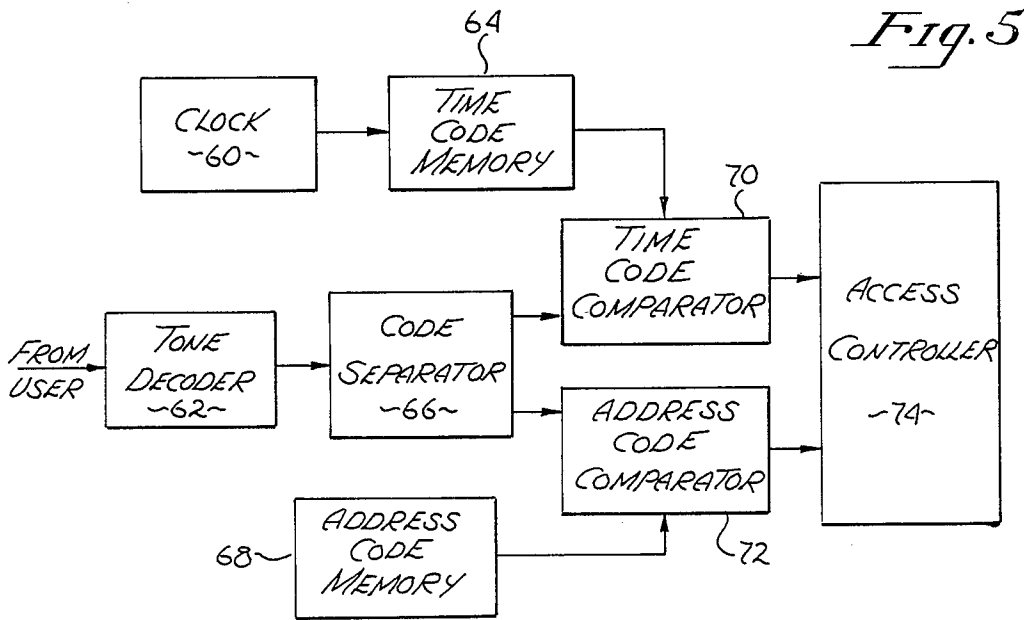 Fig. 5
64
CLOCK
~60~
TIME
CODE
MEMORY
70
TIME
CODE
COMPARATOR
ACCESS
CONTROLLER
~74~
FROM
USER
TONE
DECODER
~62~
CODE
SEPARATOR
~66~
ADDRESS
CODE
COMPARATOR
72
68
ADDRESS
CODE
MEMORY